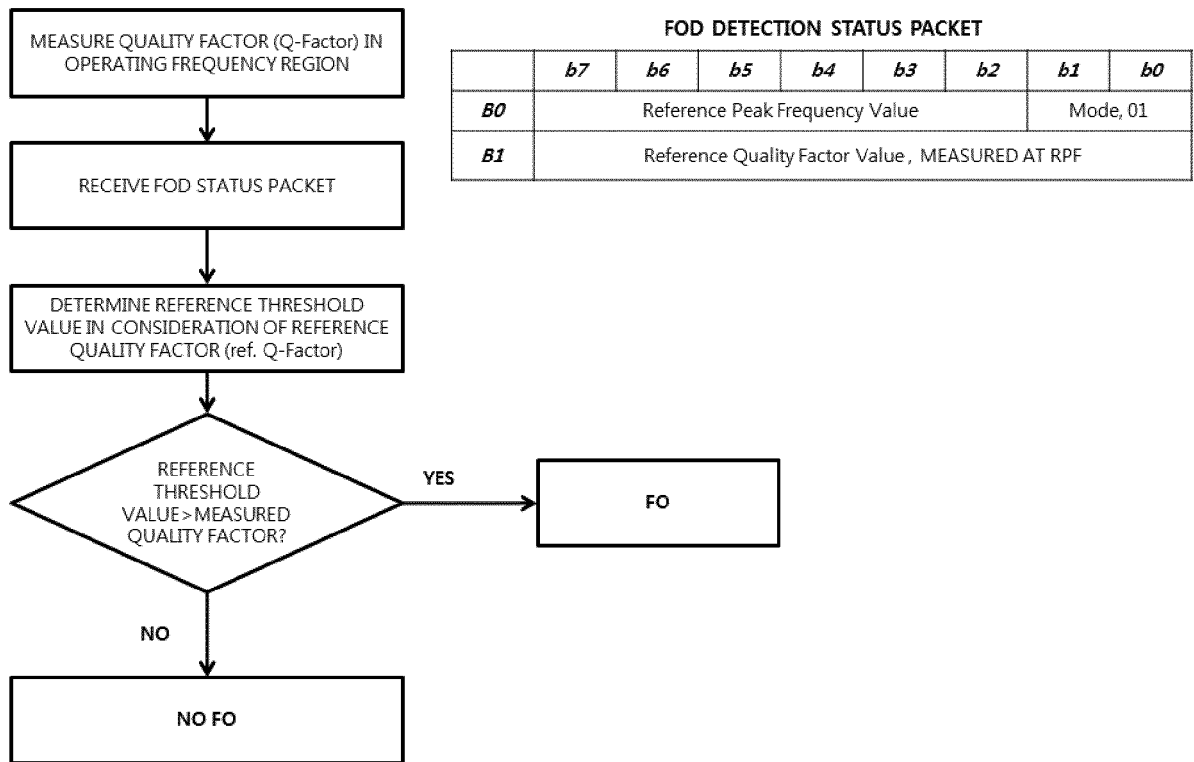 MEASURE QUALITY FACTOR (Q-Factor) IN
OPERATING FREQUENCY REGION
RECEIVE FOD STATUS PACKET
DETERMINE REFERENCE THRESHOLD
VALUE IN CONSIDERATION OF REFERENCE
QUALITY FACTOR (ref. Q-Factor)
REFERENCE
THRESHOLD
VALUE>MEASURED
QUALITY FACTOR?
YES
FO
NO
NO FO
FOD DETECTION STATUS PACKET
b7 b6 b5 b4 b3 b2 b1 b0
B0 Reference Peak Frequency Value Mode, 01
B1 Reference Quality Factor Value, MEASURED AT RPF